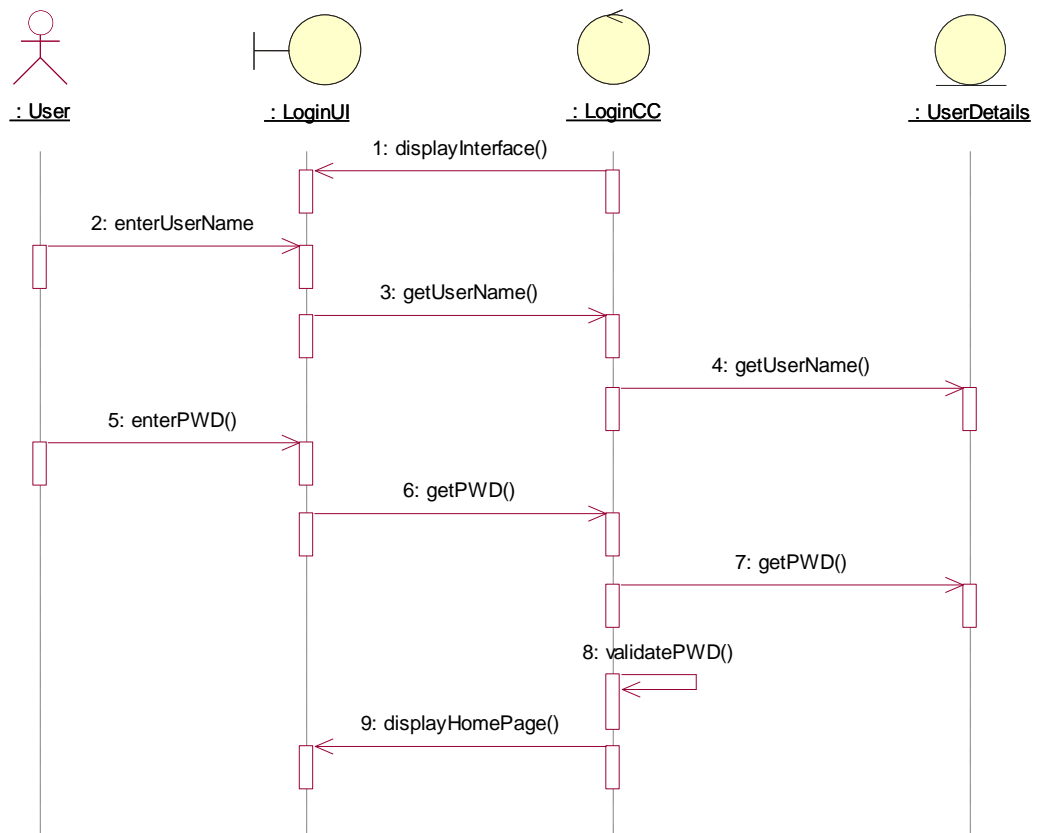 : User
: LoginUI
: LoginCC
: UserDetails
1: displayInterface()
2: enterUserName
3: getUserName()
4: getUserName()
5: enterPWD()
6: getPWD()
7: getPWD()
8: validatePWD()
9: displayHomePage()